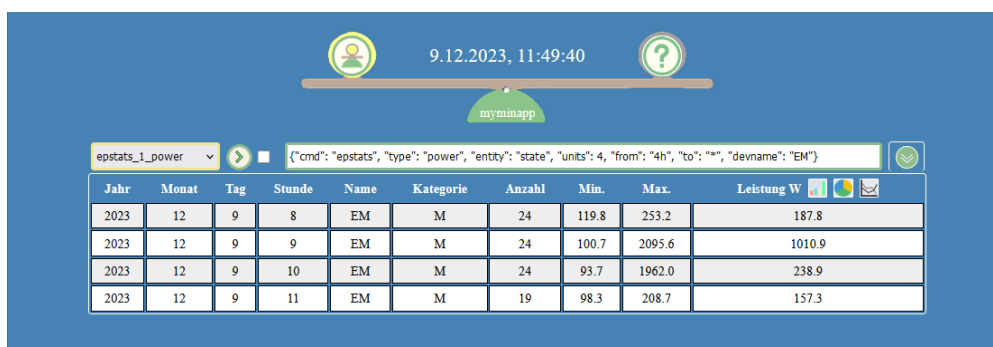 9.12.2023, 11:49:40
?
myminapp
epstats_1_power {"cmd": "epstats", "type": "power", "entity": "state", "units": 4, "from": "4h", "to": "*", "devname": "EM"}
Jahr Monat Tag Stunde Name Kategorie Anzahl Min. Max. Leistung W
2023 12 9 8 EM M 24 119.8 253.2 187.8
2023 12 9 9 EM M 24 100.7 2095.6 1010.9
2023 12 9 10 EM M 24 93.7 1962.0 238.9
2023 12 9 11 EM M 19 98.3 208.7 157.3